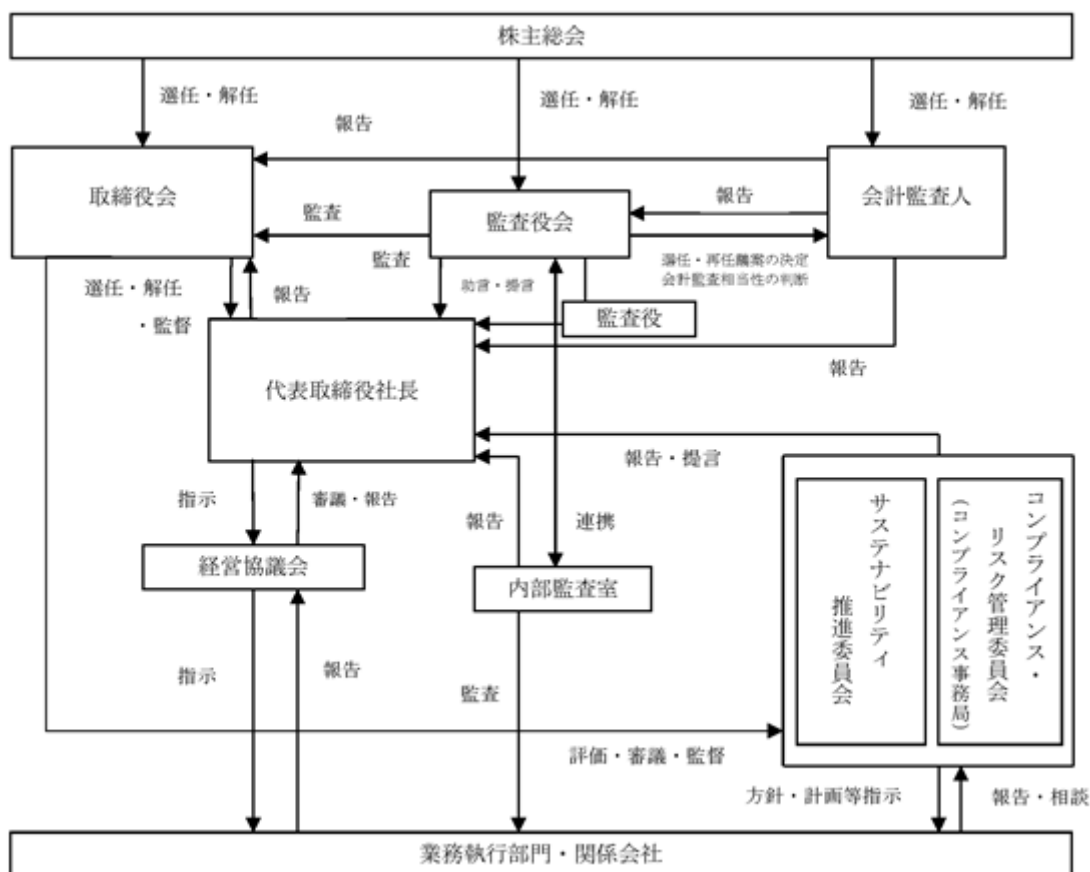 株主総会
選任・解任
選任・解任
選任・解任
報告
取締役会
監査役会
会計監査人
監査
報告
監査
助言・提言
選任・再任議案の決定
会計監査相当性の判断
選任・解任
・監督
報告
監査役
代表取締役社長
報告
報告・提言
指示
審議・報告
報告
連携
経営協議会
内部監査室
コンプライアンス・
リスク管理委員会
(コンプライアンス事務局)
サステナビリティ
推進委員会
指示
報告
監査
評価・審議・監督
方針・計画等指示
報告・相談
業務執行部門・関係会社